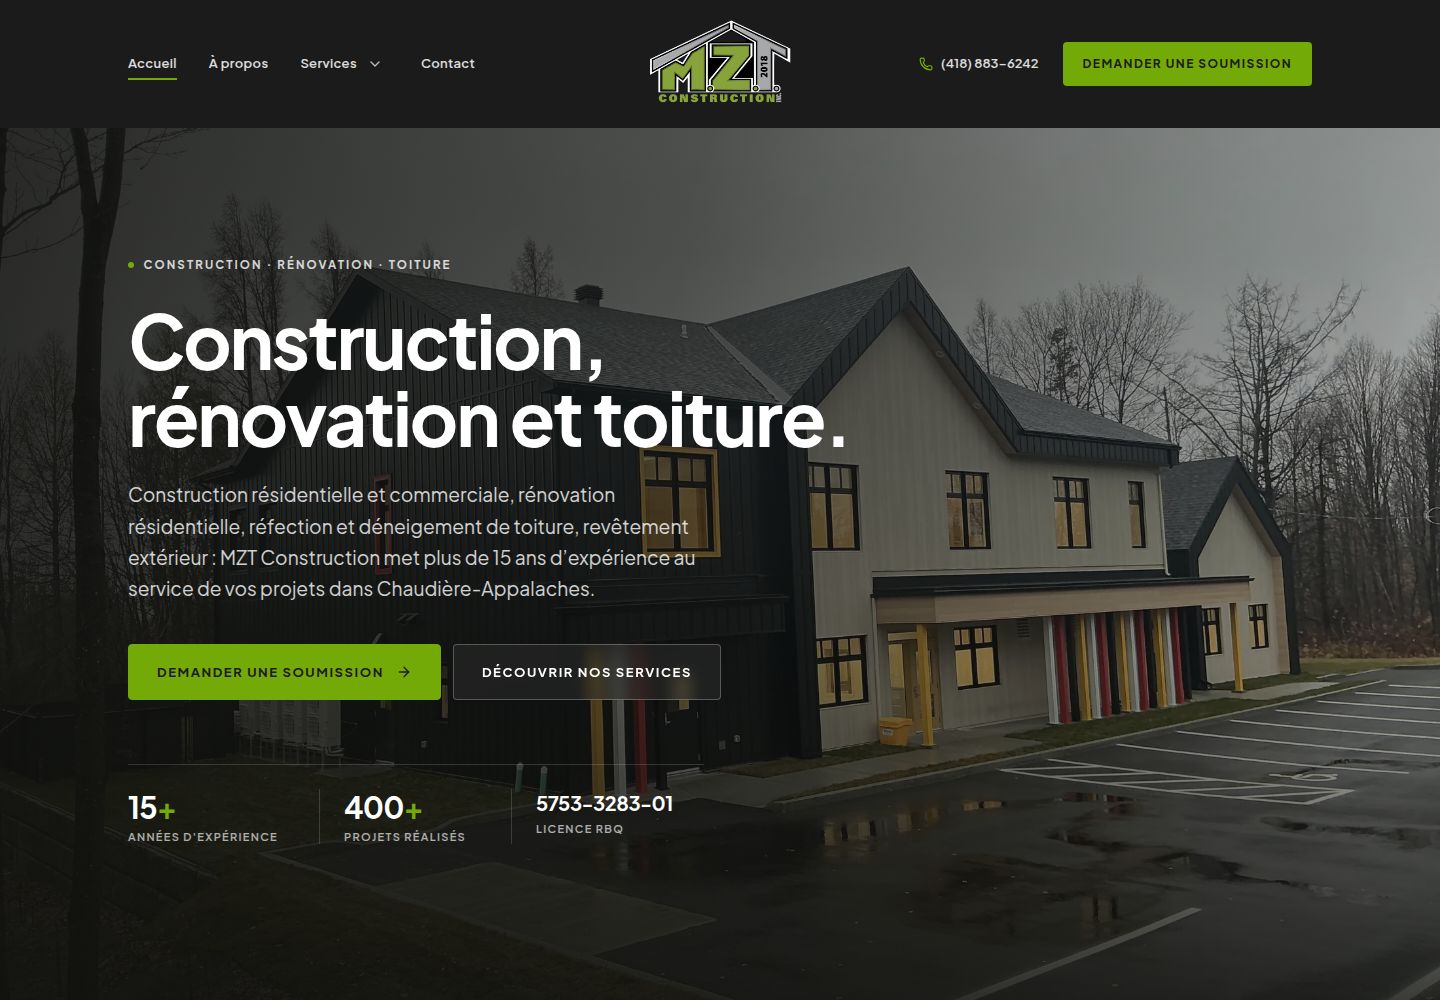 Accueil
À propos
Services
Contact
MZT
2018
CONSTRUCTION INC
(418) 883-6242
DEMANDER UNE SOUMISSION
CONSTRUCTION · RÉNOVATION · TOITURE
Construction,
rénovation et toiture.
Construction résidentielle et commerciale, rénovation
résidentielle, réfection et déneigement de toiture, revêtement
extérieur : MZT Construction met plus de 15 ans d’expérience au
service de vos projets dans Chaudière-Appalaches.
DEMANDER UNE SOUMISSION
DÉCOUVRIR NOS SERVICES
15+
ANNÉES D'EXPÉRIENCE
400+
PROJETS RÉALISÉS
5753-3283-01
LICENCE RBQ